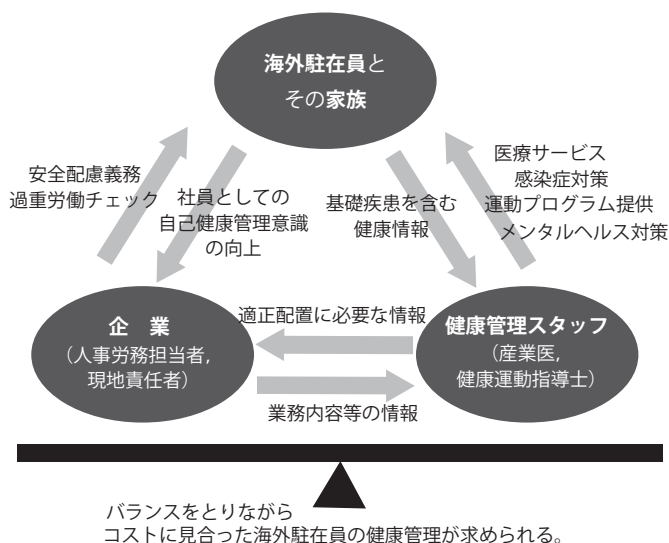 海外駐在員と
その家族
安全配慮義務
過重労働チェック
社員としての
自己健康管理意識
の向上
基礎疾患を含む
健康情報
医療サービス
感染症対策
運動プログラム提供
メンタルヘルス対策
企　業
（人事労務担当者，
現地責任者）
適正配置に必要な情報
業務内容等の情報
健康管理スタッフ
（産業医，
健康運動指導士）
バランスをとりながら
コストに見合った海外駐在員の健康管理が求められる。